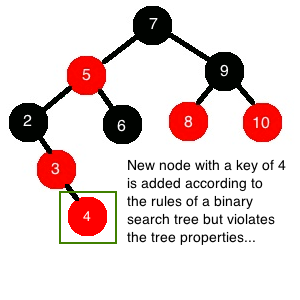 7
5
9
2
6
8
10
3
4
New node with a key of 4
is added according to
the rules of a binary
search tree but violates
the tree properties...